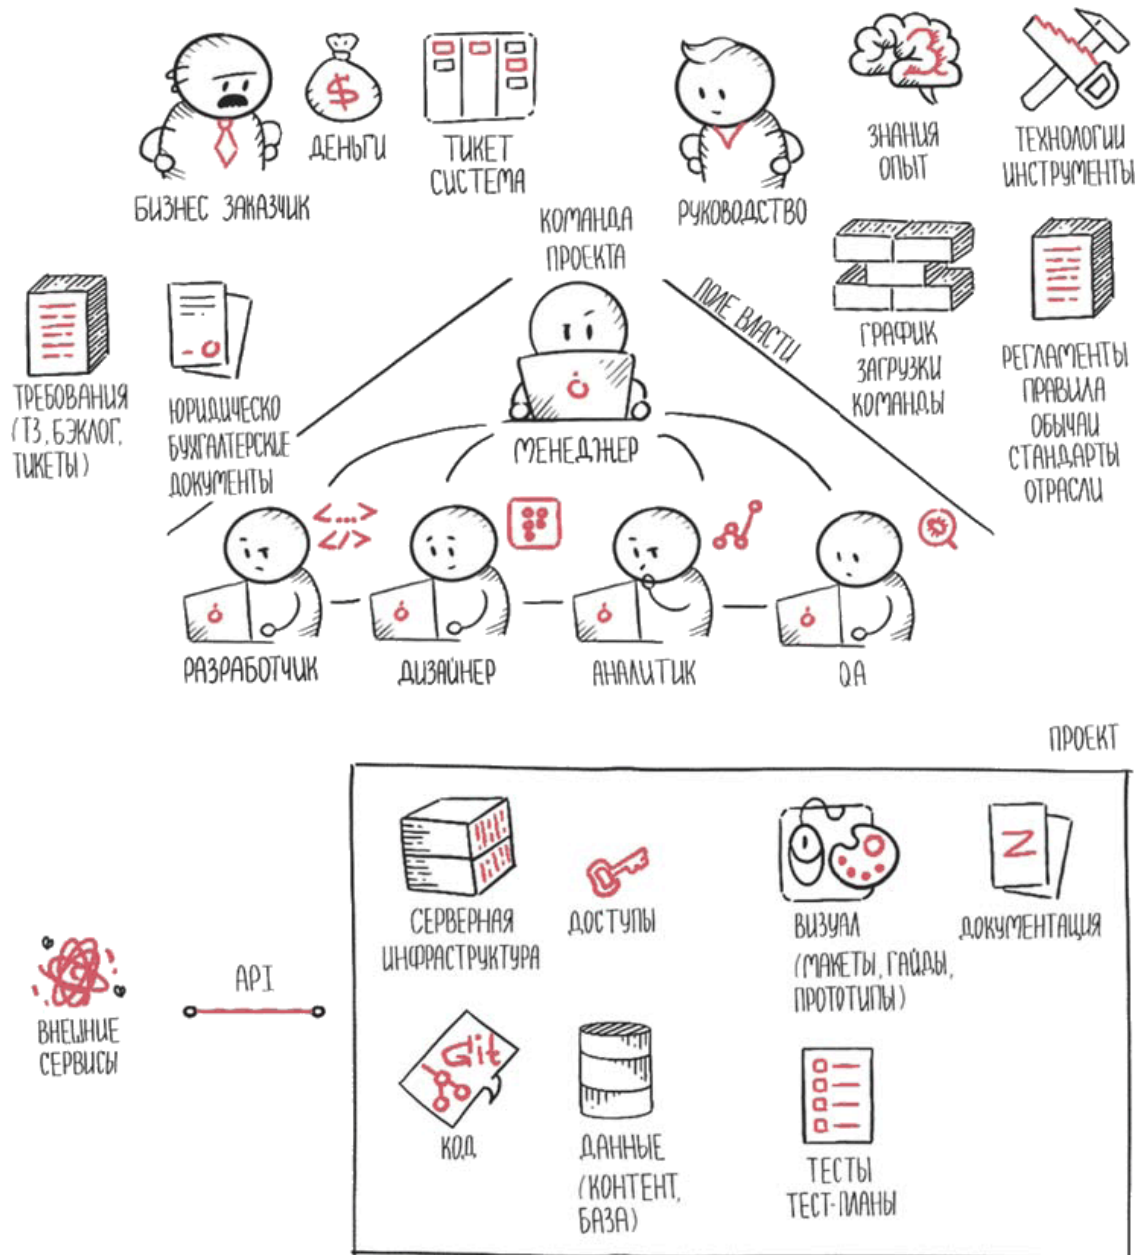 $
ДЕНЬГИ
ТИКЕТ
СИСТЕМА
БИЗНЕС ЗАКАЗЧИК
РУКОВОДСТВО
ЗНАНИЯ
ОПЫТ
ТЕХНОЛОГИИ
ИНСТРУМЕНТЫ
КОМАНДА
ПРОЕКТА
ПОЛЕ ВЛАСТИ
ТРЕБОВАНИЯ
(ТЗ, БЭКЛОГ,
ТИКЕТЫ)
ЮРИДИЧЕСКО
БУХГАЛТЕРСКИЕ
ДОКУМЕНТЫ
ГРАФИК
ЗАГРУЗКИ
КОМАНДЫ
РЕГЛАМЕНТЫ
ПРАВИЛА
ОБЫЧАИ
СТАНДАРТЫ
ОТРАСЛИ
МЕНЕДЖЕР
<...>
</>
РАЗРАБОТЧИК
ДИЗАЙНЕР
АНАЛИТИК
QA
ПРОЕКТ
СЕРВЕРНАЯ
ИНФРАСТРУКТУРА
ДОСТУПЫ
ВИЗУАЛ
(МАКЕТЫ, ГАЙДЫ,
ПРОТОТИПЫ)
ДОКУМЕНТАЦИЯ
ВНЕШНИЕ
СЕРВИСЫ
API
Git
КОД
ДАННЫЕ
(КОНТЕНТ,
БАЗА)
ТЕСТЫ
ТЕСТ-ПЛАНЫ